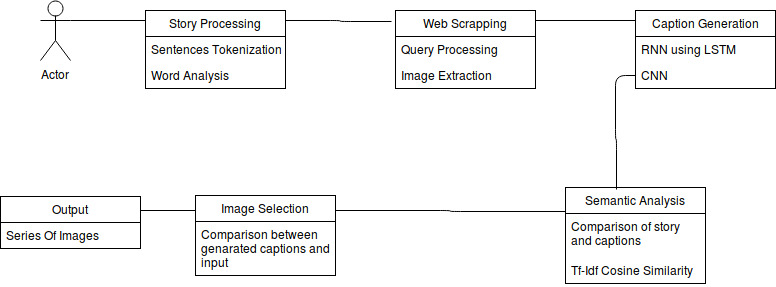 Actor
Story Processing
Sentences Tokenization
Word Analysis
Web Scrapping
Query Processing
Image Extraction
Caption Generation
RNN using LSTM
CNN
Semantic Analysis
Comparison of story
and captions
Tf-Idf Cosine Similarity
Image Selection
Comparison between
genarated captions and
input
Output
Series Of Images